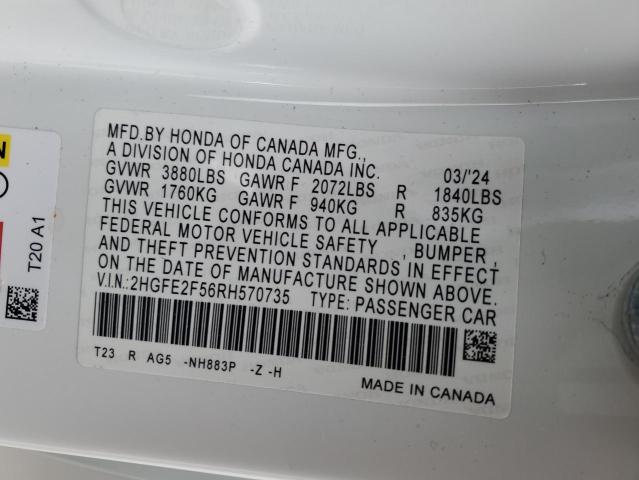 MFD.BY HONDA OF CANADA MFG.,
A DIVISION OF HONDA CANADA INC. 03/'24
GVWR 3880LBS GAWR F 2072LBS R 1840LBS
GVWR 1760KG GAWR F 940KG R 835KG
THIS VEHICLE CONFORMS TO ALL APPLICABLE
FEDERAL MOTOR VEHICLE SAFETY , BUMPER ,
AND THEFT PREVENTION STANDARDS IN EFFECT
ON THE DATE OF MANUFACTURE SHOWN ABOVE.
V.I.N.:2HGFE2F56RH570735 TYPE: PASSENGER CAR
T23 R AG5 -NH883P -Z -H
MADE IN CANADA
T20 A1